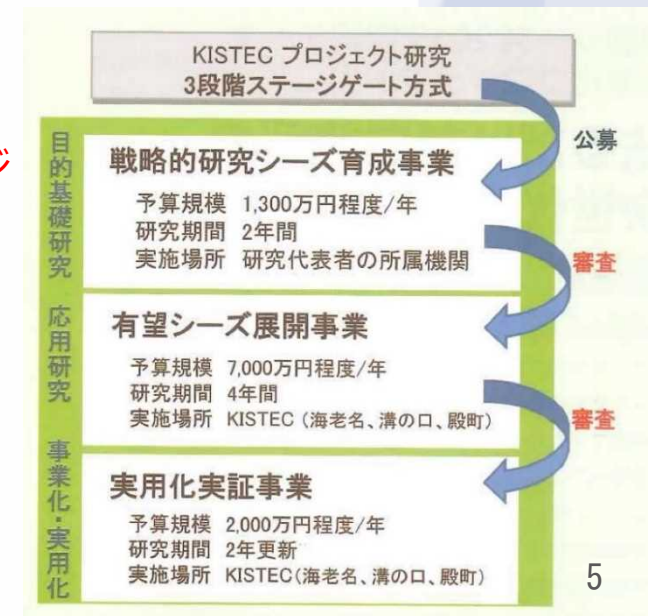 KISTEC プロジェクト研究
3段階ステージゲート方式
公募
ジ
目的基礎研究
戦略的研究シーズ育成事業
予算規模 1,300万円程度/年
研究期間 2年間
実施場所 研究代表者の所属機関
審査
応用研究
有望シーズ展開事業
予算規模 7,000万円程度/年
研究期間 4年間
実施場所 KISTEC (海老名、溝の口、殿町)
審査
事業化・実用化
実用化実証事業
予算規模 2,000万円程度/年
研究期間 2年更新
実施場所 KISTEC(海老名、溝の口、殿町)
5